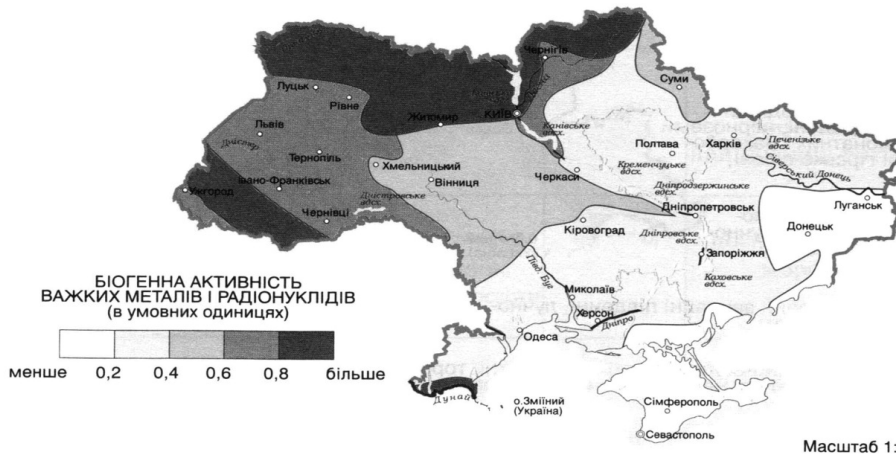 Чернігів
Суми
Луцьк
Рівне
Житомир
КИЇВ
Львів
Канівське
вдсх.
Полтава
Харків
Печенізьке
вдсх.
Сіверський Донець
Дністер
Тернопіль
Хмельницький
Черкаси
Кременчуцьке
вдсх.
Ужгород
Івано-Франківськ
Вінниця
Дністровське
вдсх.
Дніпродзержинське
вдсх.
Луганськ
Чернівці
Дніпропетровськ
Кіровоград
Дніпровське
вдсх.
Донецьк
Запоріжжя
Півд. Буг
Каховське
вдсх.
БІОГЕННА АКТИВНІСТЬ
ВАЖКИХ МЕТАЛІВ І РАДІОНУКЛІДІВ
(в умовних одиницях)
Миколаїв
Херсон
Дніпро
Одеса
менше 0,2 0,4 0,6 0,8 більше
Дунай
о.Зміїний
(Україна)
Сімферополь
Севастополь
Масштаб 1: